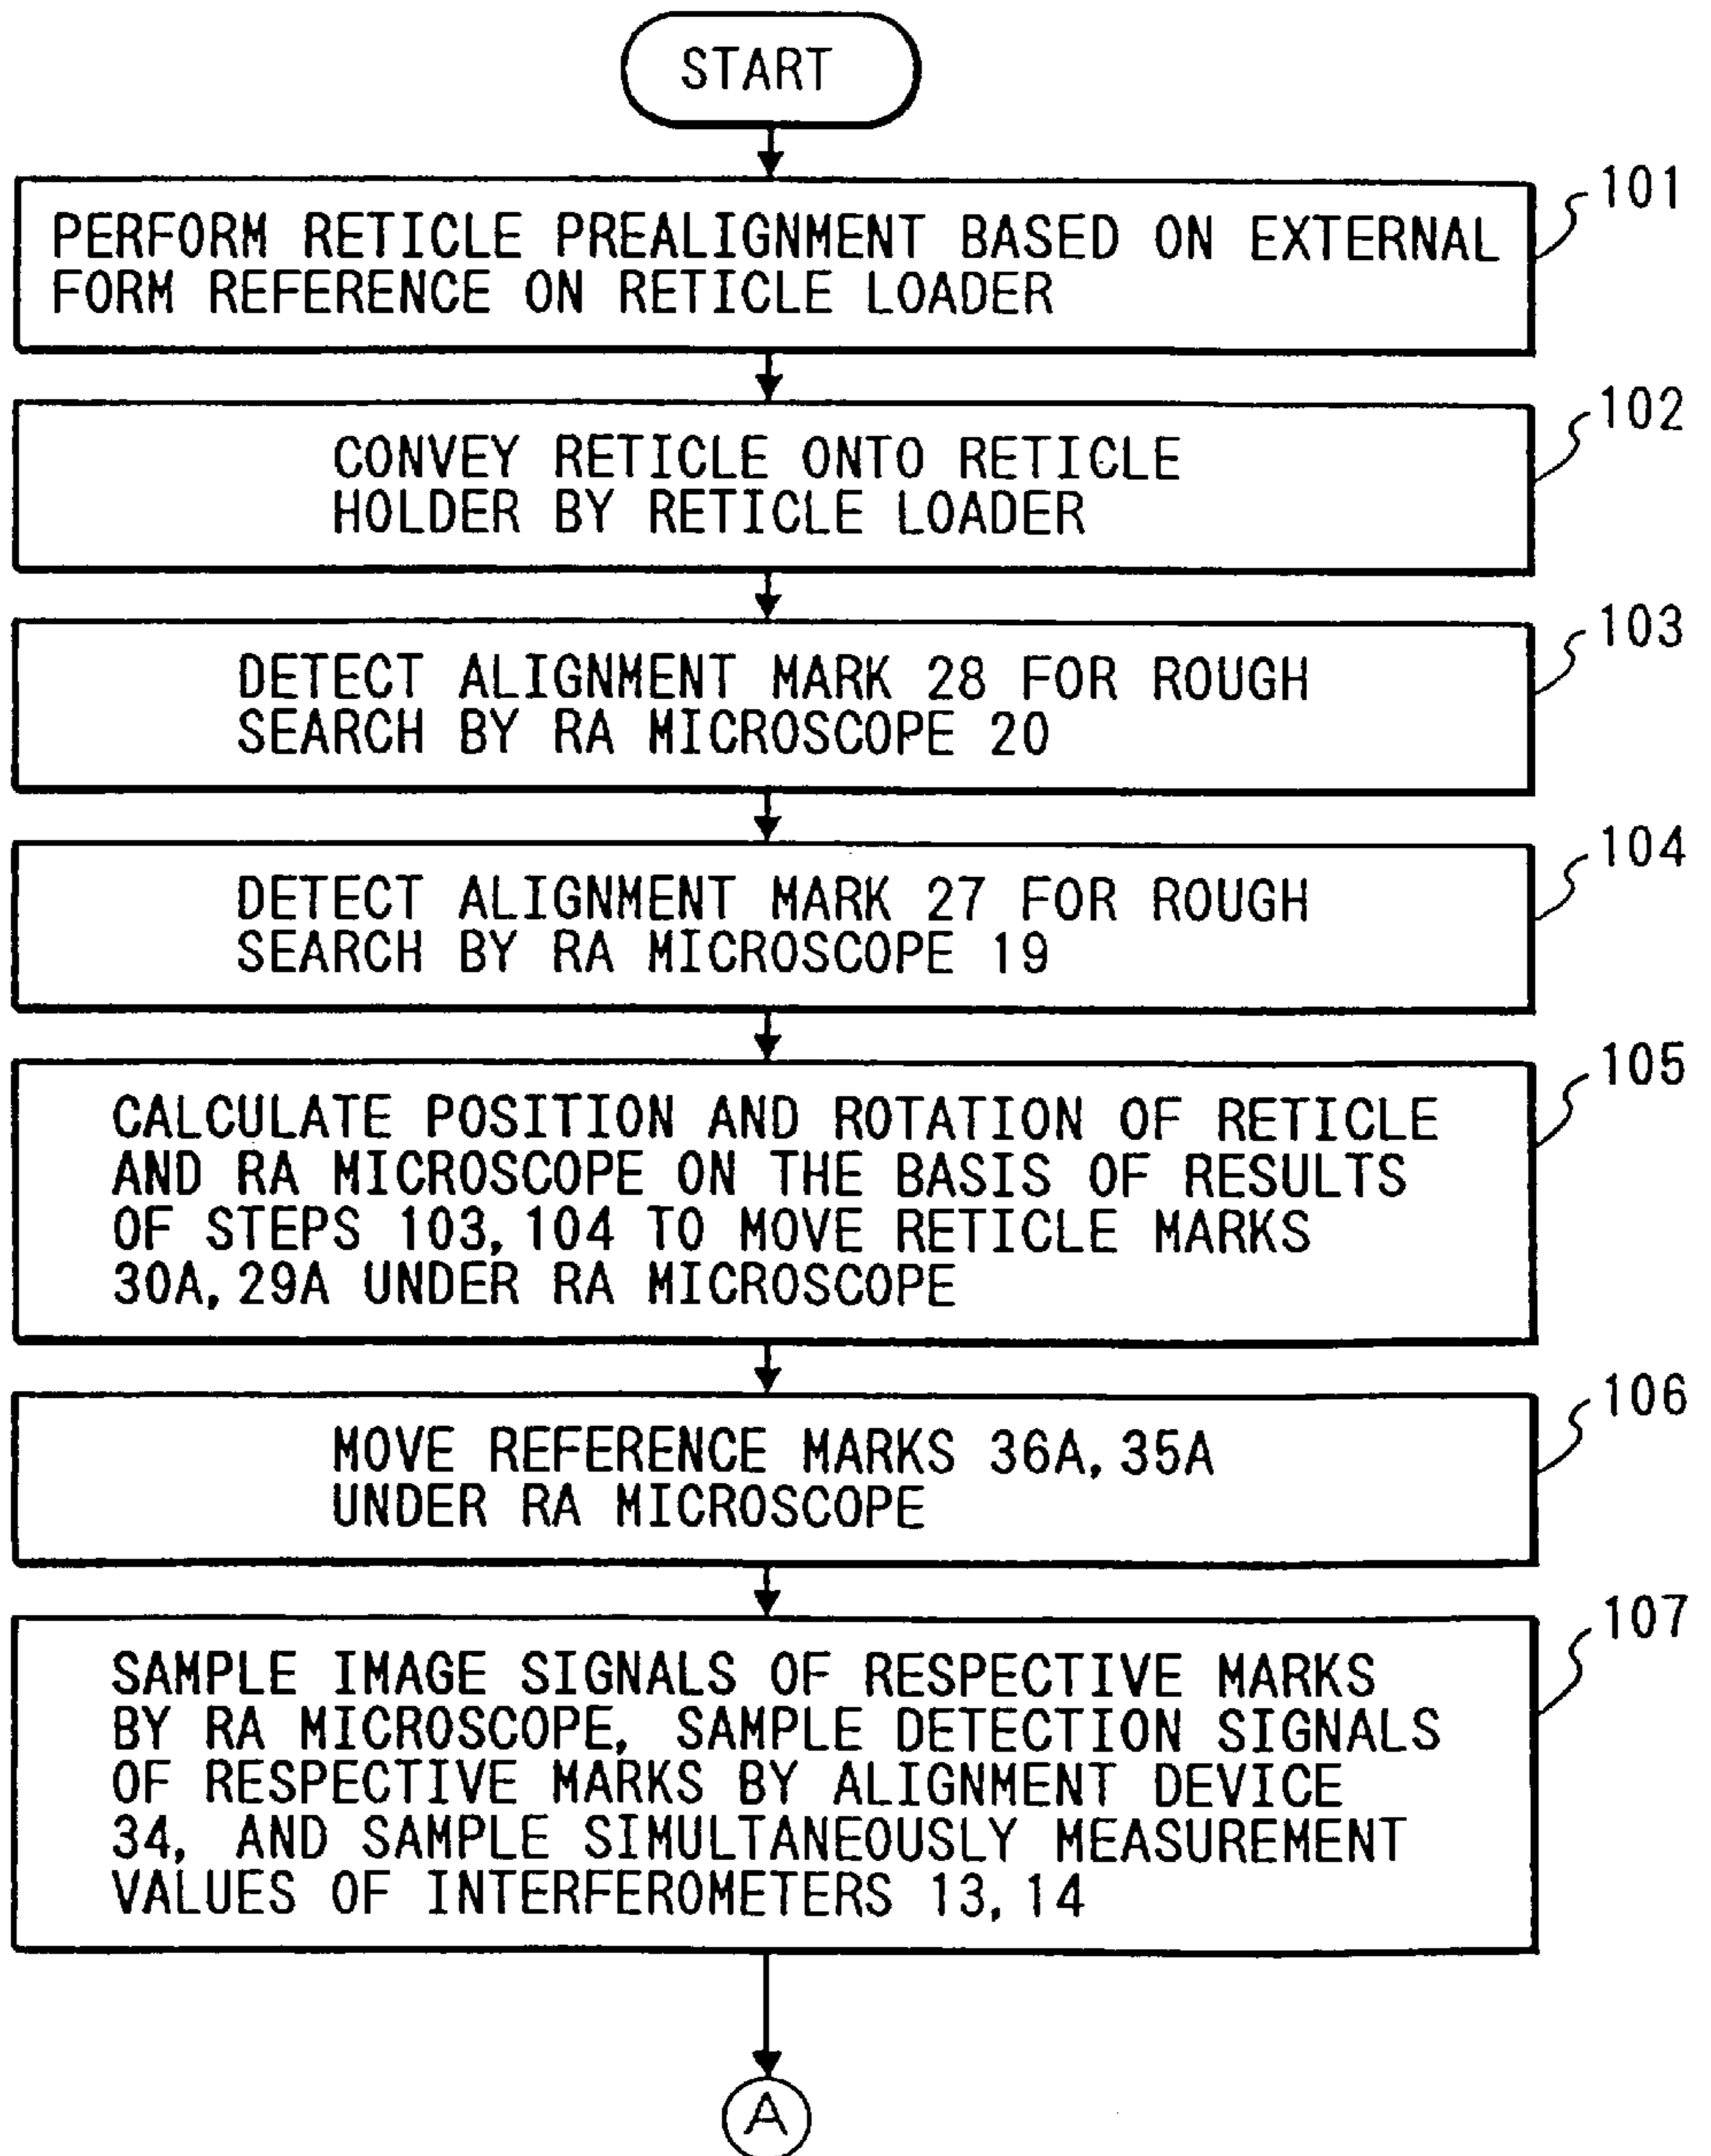 START
101
PERFORM RETICLE PREALIGNMENT BASED ON EXTERNAL
FORM REFERENCE ON RETICLE LOADER
102
CONVEY RETICLE ONTO RETICLE
HOLDER BY RETICLE LOADER
103
DETECT ALIGNMENT MARK 28 FOR ROUGH
SEARCH BY RA MICROSCOPE 20
104
DETECT ALIGNMENT MARK 27 FOR ROUGH
SEARCH BY RA MICROSCOPE 19
105
CALCULATE POSITION AND ROTATION OF RETICLE
AND RA MICROSCOPE ON THE BASIS OF RESULTS
OF STEPS 103, 104 TO MOVE RETICLE MARKS
30A, 29A UNDER RA MICROSCOPE
106
MOVE REFERENCE MARKS 36A, 35A
UNDER RA MICROSCOPE
107
SAMPLE IMAGE SIGNALS OF RESPECTIVE MARKS
BY RA MICROSCOPE, SAMPLE DETECTION SIGNALS
OF RESPECTIVE MARKS BY ALIGNMENT DEVICE
34, AND SAMPLE SIMULTANEOUSLY MEASUREMENT
VALUES OF INTERFEROMETERS 13, 14
A